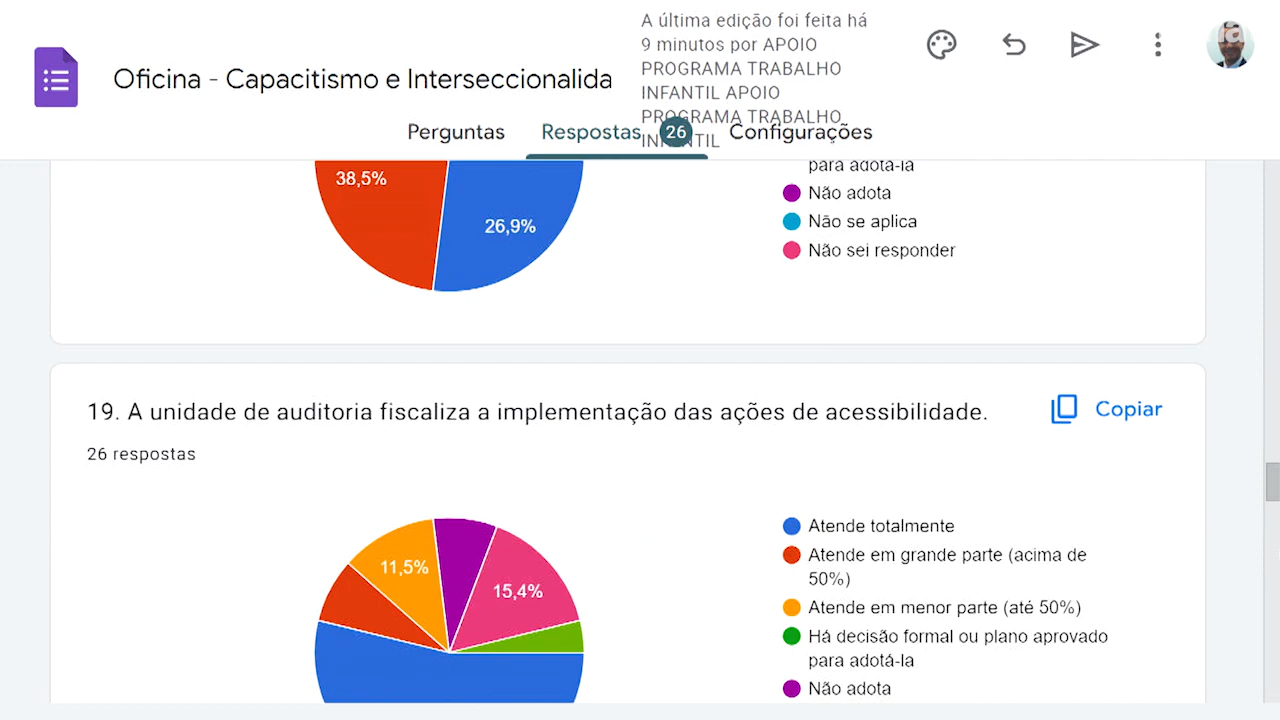 A última edição foi feita há
9 minutos por APOIO
PROGRAMA TRABALHO
INFANTIL APOIO
PROGRAMA TRABALHO
INFANTIL
Oficina - Capacitismo e Interseccionalida
Perguntas
Respostas 26
Configurações
38,5%
26,9%
para adotá-la
Não adota
Não se aplica
Não sei responder
19. A unidade de auditoria fiscaliza a implementação das ações de acessibilidade.
Copiar
26 respostas
11,5%
15,4%
Atende totalmente
Atende em grande parte (acima de
50%)
Atende em menor parte (até 50%)
Há decisão formal ou plano aprovado
para adotá-la
Não adota